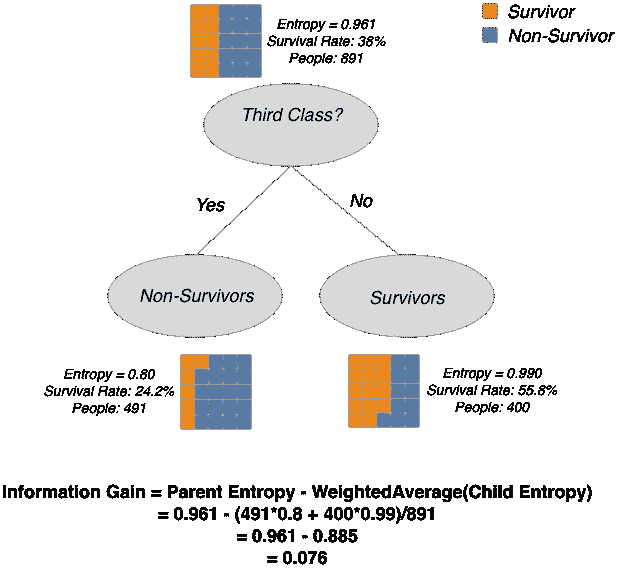 Entropy = 0.961
Survival Rate: 38%
People: 891
Survivor
Non-Survivor
Third Class?
Yes
No
Non-Survivors
Survivors
Entropy = 0.80
Survival Rate: 24.2%
People: 491
Entropy = 0.990
Survival Rate: 55.8%
People: 400
Information Gain = Parent Entropy - WeightedAverage(Child Entropy)
= 0.961 - (491*0.8 + 400*0.99)/891
= 0.961 - 0.885
= 0.076